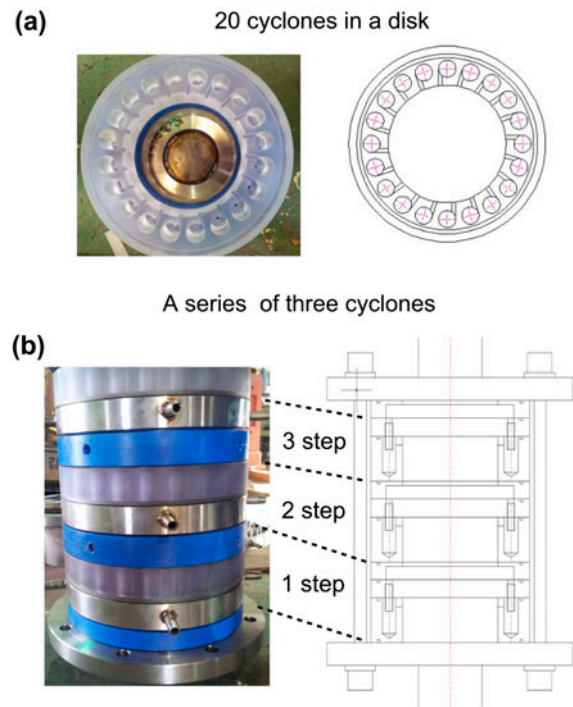 (a)
20 cyclones in a disk
A series of three cyclones
(b)
3 step
2 step
1 step